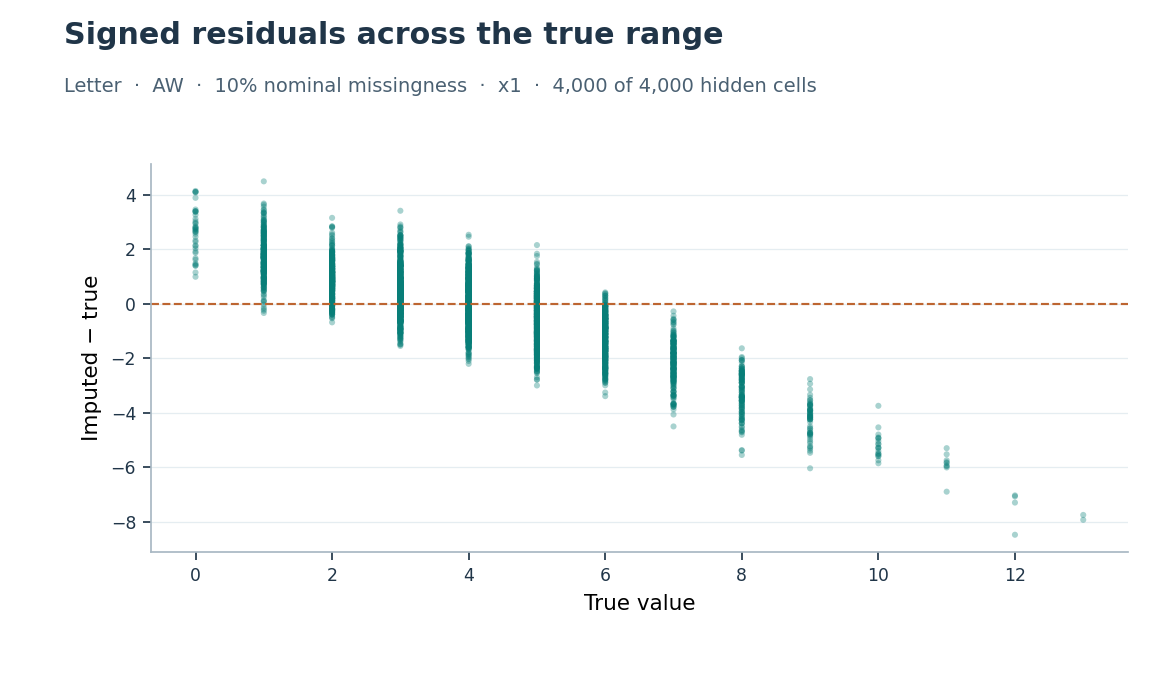 Signed residuals across the true range
Letter · AW · 10% nominal missingness · x1 · 4,000 of 4,000 hidden cells
Imputed − true
4
2
0
−2
−4
−6
−8
0 2 4 6 8 10 12
True value